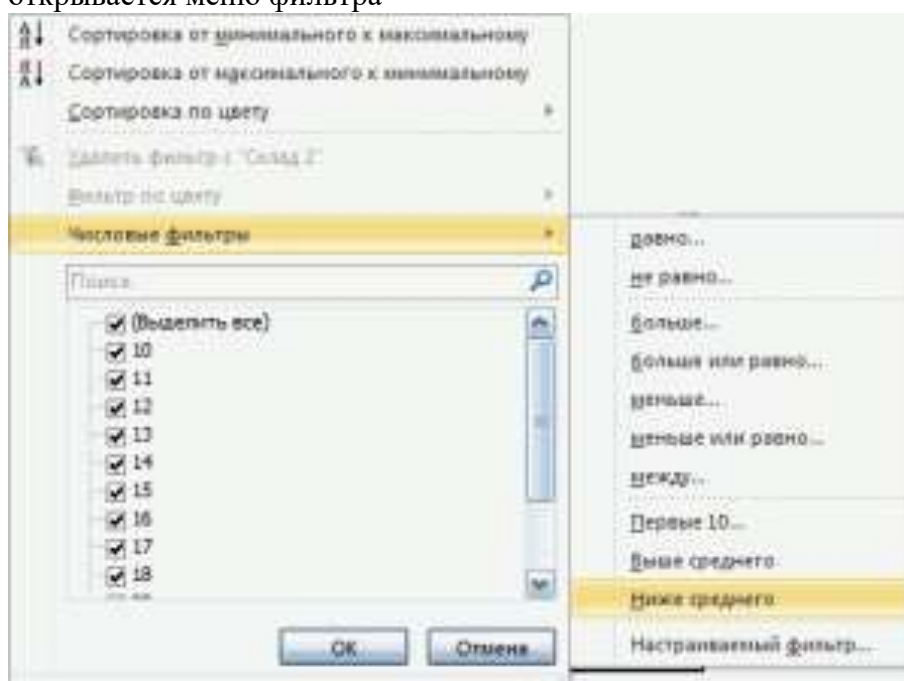 открывается меню фильтра
Сортировка от минимального к максимальному
Сортировка от максимального к минимальному
Сортировка по цвету
Удалить фильтр с "Склад 2"
Фильтр по цвету
Числовые фильтры
Поиск
(Выделить все)
10
11
12
13
14
15
16
17
18
ОК
Отмена
равно...
не равно...
больше...
больше или равно...
меньше...
меньше или равно...
между...
Первые 10...
Выше среднего
Ниже среднего
Настраиваемый фильтр...